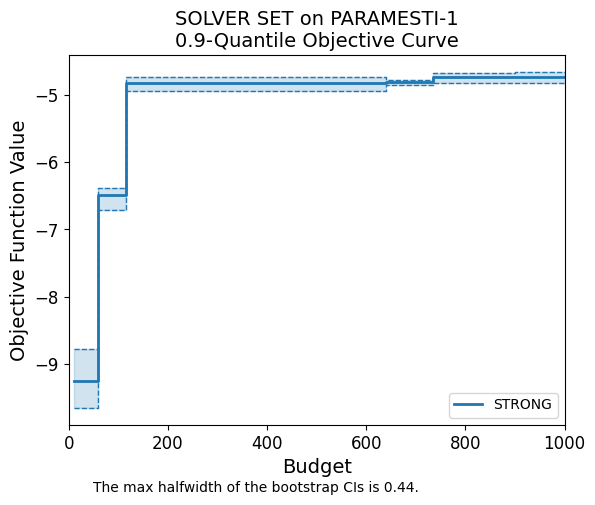 SOLVER SET on PARAMESTI-1
0.9-Quantile Objective Curve
Objective Function Value
−5
−6
−7
−8
−9
STRONG
0 200 400 600 800 1000
Budget
The max halfwidth of the bootstrap CIs is 0.44.